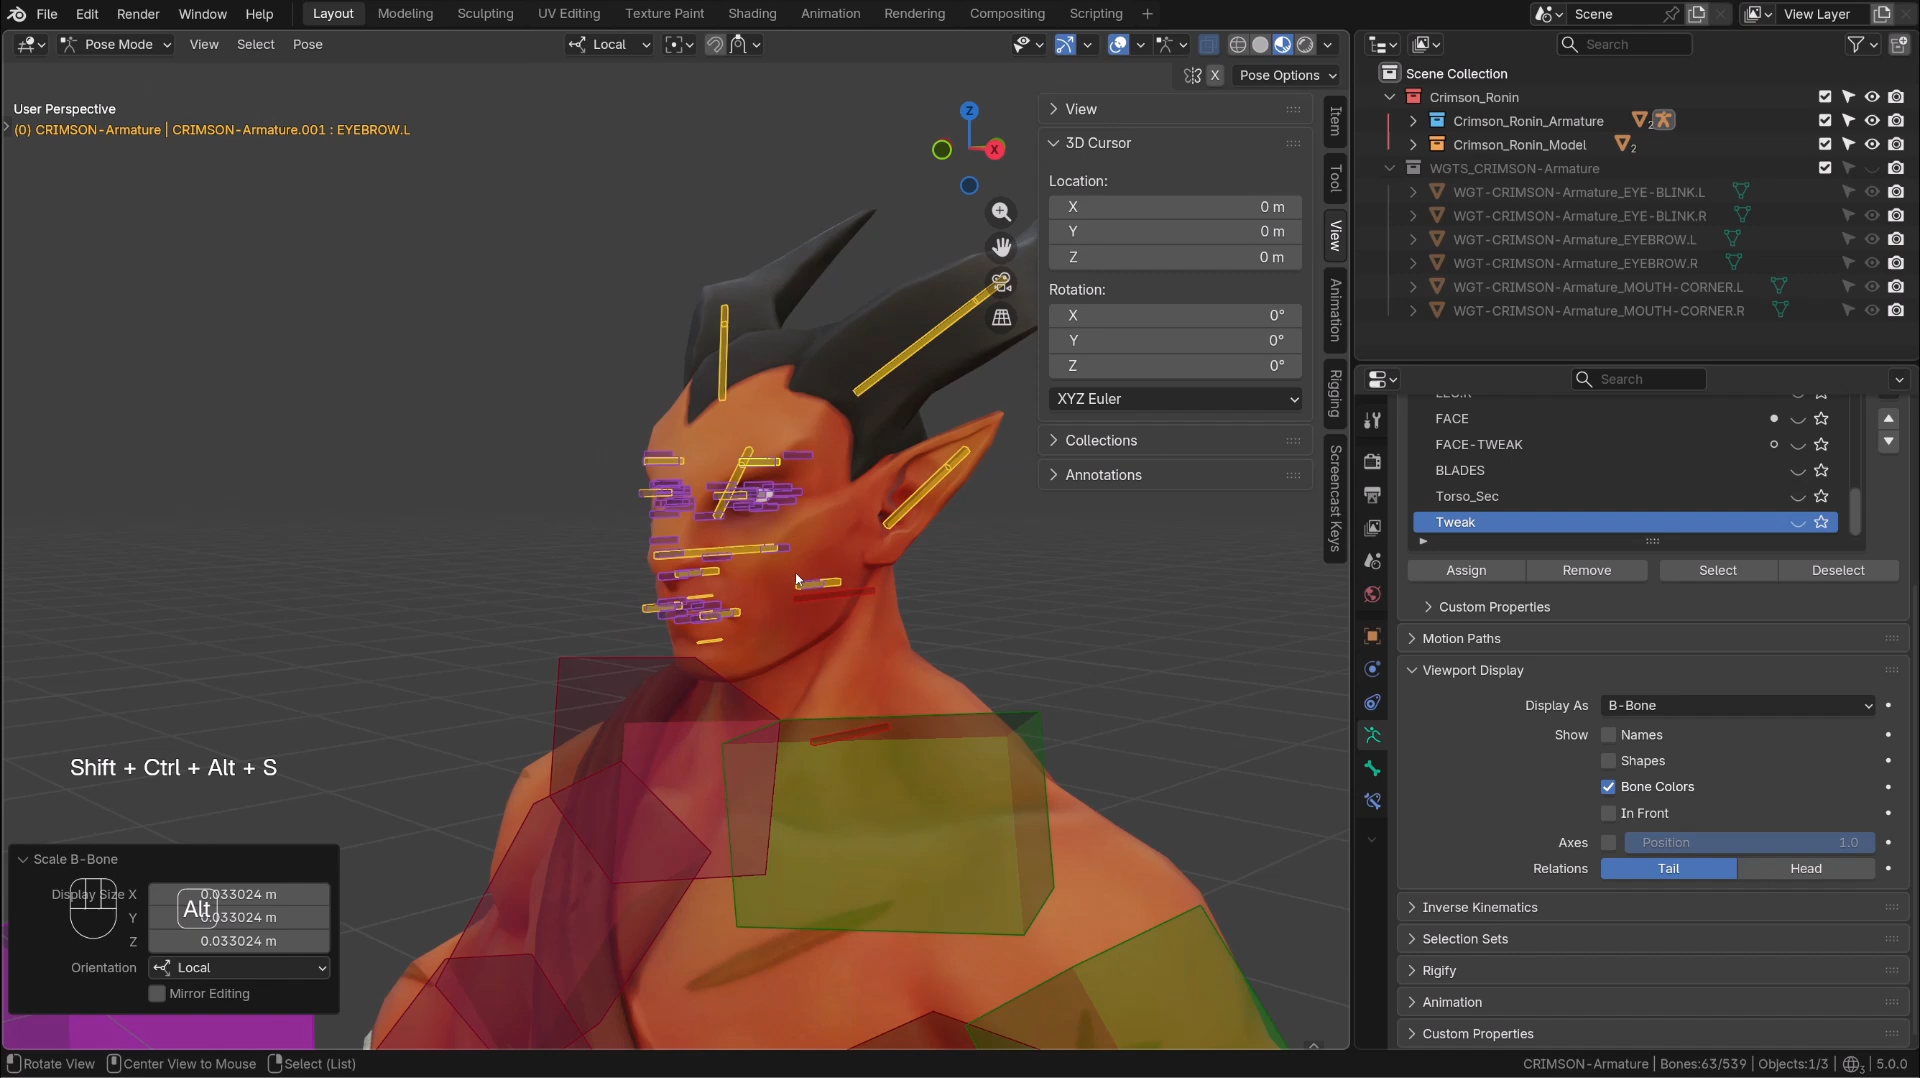 File Edit Render Window Help Layout Modeling Sculpting UV Editing Texture Paint Shading Animation Rendering Compositing Scripting + Scene View Layer
Pose Mode View Select Pose Local Search
X Pose Options
User Perspective
(0) CRIMSON-Armature | CRIMSON-Armature.001 : EYEBROW.L
Z
X
View
3D Cursor
Location:
X 0 m
Y 0 m
Z 0 m
Rotation:
X 0°
Y 0°
Z 0°
XYZ Euler
Collections
Annotations
Item
Tool
View
Animation
Rigging
Screencast Keys
Scene Collection
Crimson_Ronin
Crimson_Ronin_Armature 2
Crimson_Ronin_Model 2
WGTS_CRIMSON-Armature
WGT-CRIMSON-Armature_EYE-BLINK.L
WGT-CRIMSON-Armature_EYE-BLINK.R
WGT-CRIMSON-Armature_EYEBROW.L
WGT-CRIMSON-Armature_EYEBROW.R
WGT-CRIMSON-Armature_MOUTH-CORNER.L
WGT-CRIMSON-Armature_MOUTH-CORNER.R
Search
FACE
FACE-TWEAK
BLADES
Torso_Sec
Tweak
Assign Remove Select Deselect
Custom Properties
Motion Paths
Viewport Display
Display As B-Bone
Show Names
Shapes
Bone Colors
In Front
Axes Position 1.0
Relations Tail Head
Inverse Kinematics
Selection Sets
Rigify
Animation
Custom Properties
Shift + Ctrl + Alt + S
Scale B-Bone
Display Size X 0.033024 m
Alt
Y 0.033024 m
Z 0.033024 m
Orientation Local
Mirror Editing
Rotate View Center View to Mouse Select (List) CRIMSON-Armature | Bones:63/539 | Objects:1/3 | 3 5.0.0